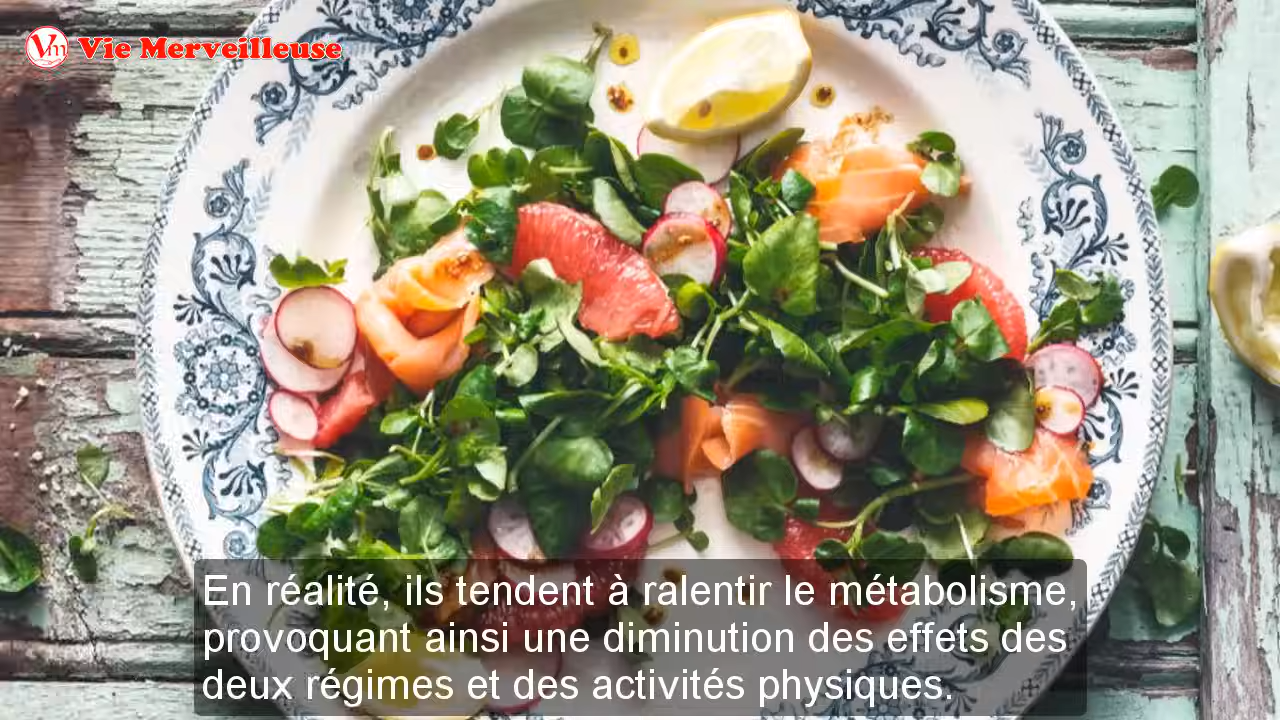 Vm Vie Merveilleuse
En réalité, ils tendent à ralentir le métabolisme,
provoquant ainsi une diminution des effets des
deux régimes et des activités physiques.